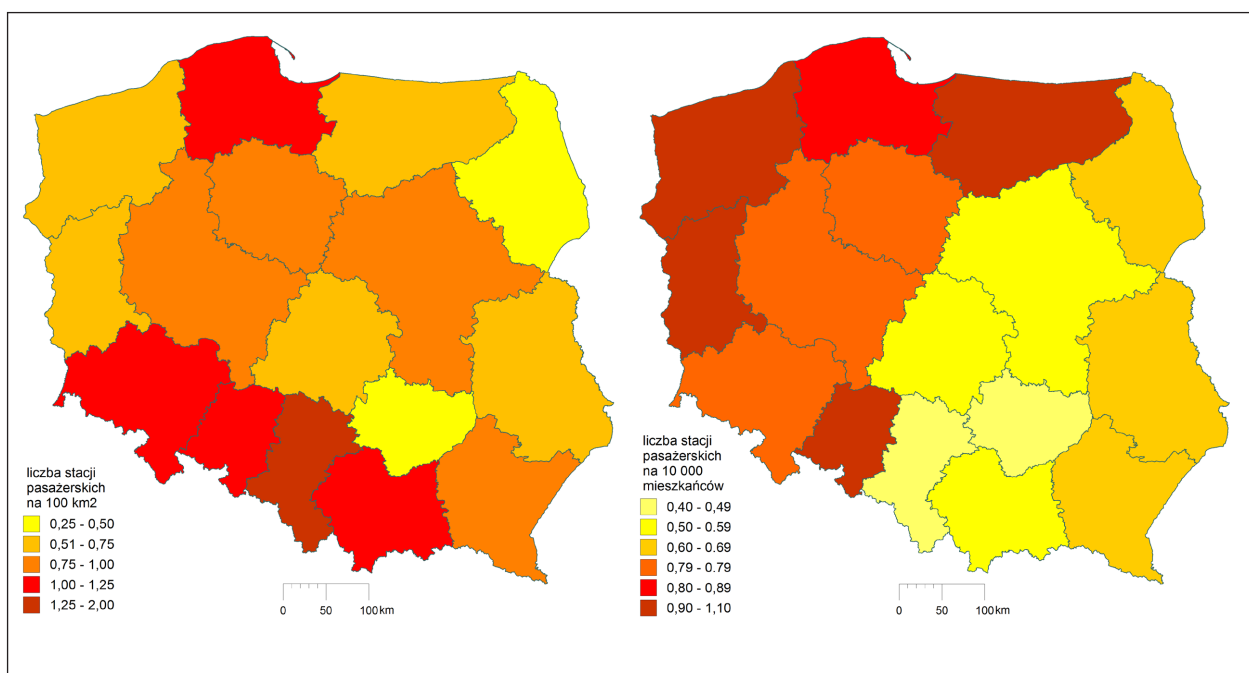 liczba stacji
pasażerskich
na 100 km2
0,25 - 0,50
0,51 - 0,75
0,75 - 1,00
1,00 - 1,25
1,25 - 2,00
0 50 100 km
liczba stacji
pasażerskich
na 10 000
mieszkańców
0,40 - 0,49
0,50 - 0.59
0,60 - 0.69
0,79 - 0.79
0,80 - 0,89
0,90 - 1,10
0 50 100 km